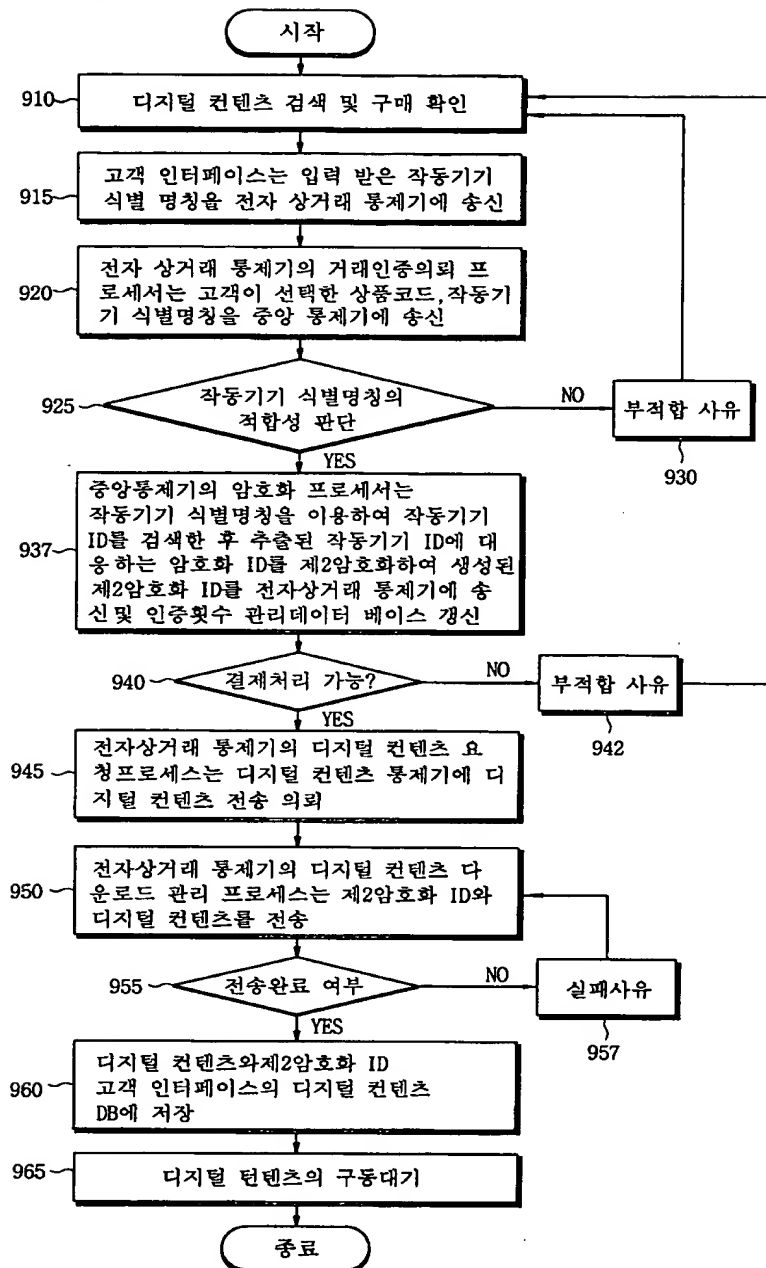 시작
910
디지털 컨텐츠 검색 및 구매 확인
915
고객 인터페이스는 입력 받은 작동기기
식별 명칭을 전자 상거래 통제기에 송신
920
전자 상거래 통제기의 거래인증의뢰 프
로세서는 고객이 선택한 상품코드,작동기
기 식별명칭을 중앙 통제기에 송신
925
작동기기 식별명칭의
적합성 판단
NO
부적합 사유
930
YES
937
중앙통제기의 암호화 프로세서는
작동기기 식별명칭을 이용하여 작동기기
ID를 검색한 후 추출된 작동기기 ID에 대
응하는 암호화 ID를 제2암호화하여 생성된
제2암호화 ID를 전자상거래 통제기에 송
신및 인증횟수 관리데이터 베이스 갱신
940
결제처리 가능?
NO
부적합 사유
942
YES
945
전자상거래 통제기의 디지털 컨텐츠 요
청프로세스는 디지털 컨텐츠 통제기에 디
지털 컨텐츠 전송 의뢰
950
전자상거래 통제기의 디지털 컨텐츠 다
운로드 관리 프로세스는 제2암호화 ID와
디지털 컨텐츠를 전송
955
전송완료 여부
NO
실패사유
957
YES
960
디지털 컨텐츠와제2암호화 ID
고객 인터페이스의 디지털 컨텐츠
DB에 저장
965
디지털 턴텐츠의 구동대기
종료